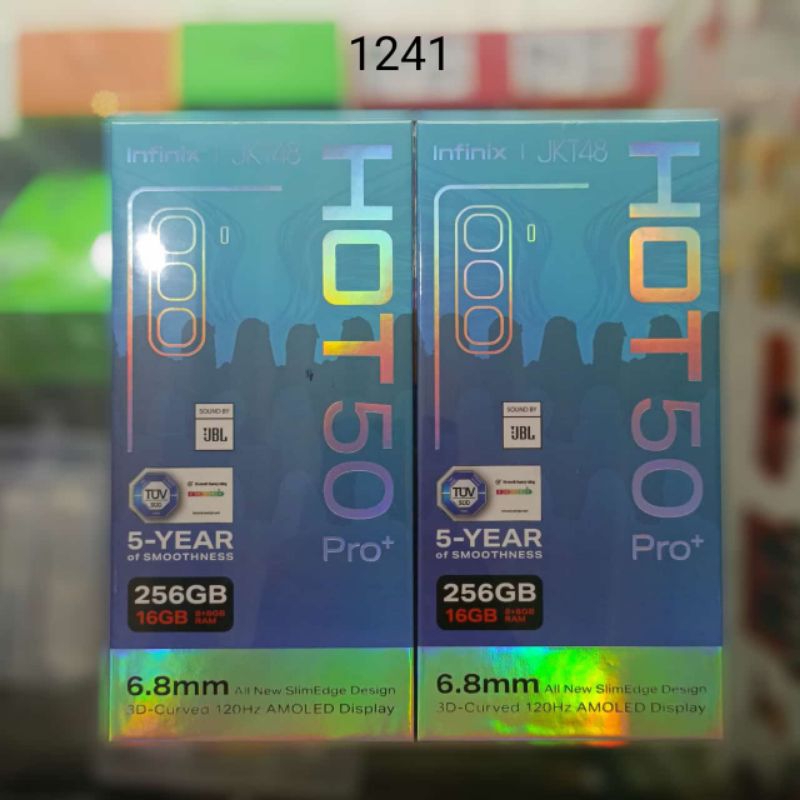 1241
Infinix | JKT48
HOT 50
Pro+
SOUND BY
JBL
TÜV
SÜD
5-YEAR
of SMOOTHNESS
256GB
16GB 8+8GB
RAM
6.8mm All New SlimEdge Design
3D-Curved 120Hz AMOLED Display
Infinix | JKT48
HOT 50
Pro+
SOUND BY
JBL
TÜV
SÜD
5-YEAR
of SMOOTHNESS
256GB
16GB 8+8GB
RAM
6.8mm All New SlimEdge Design
3D-Curved 120Hz AMOLED Display